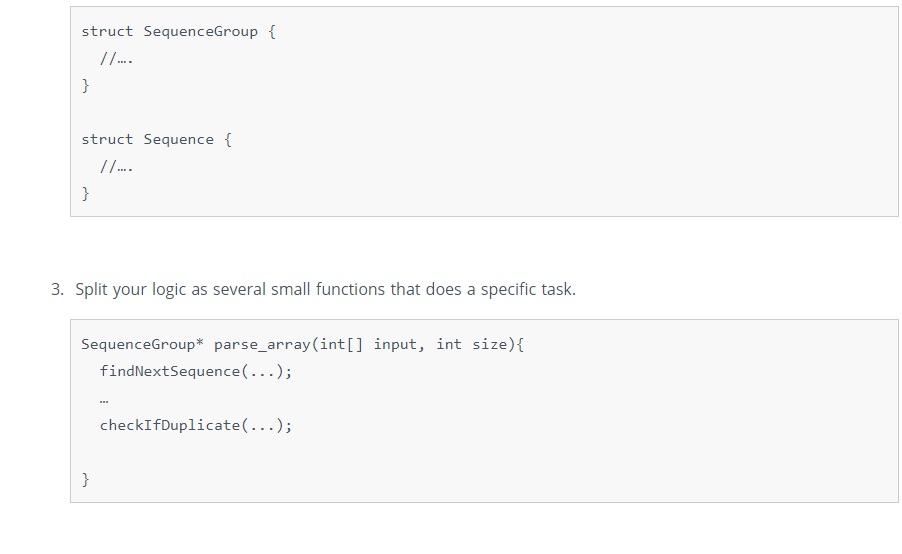 struct SequenceGroup {
//….
}
struct Sequence {
//….
}
3. Split your logic as several small functions that does a specific task.
SequenceGroup* parse_array(int[] input, int size){
findNextSequence(...);
…
checkIfDuplicate(...);
}